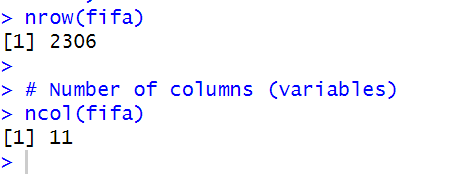 > nrow(fifa)
[1] 2306
>
> # Number of columns (variables)
> ncol(fifa)
[1] 11
>